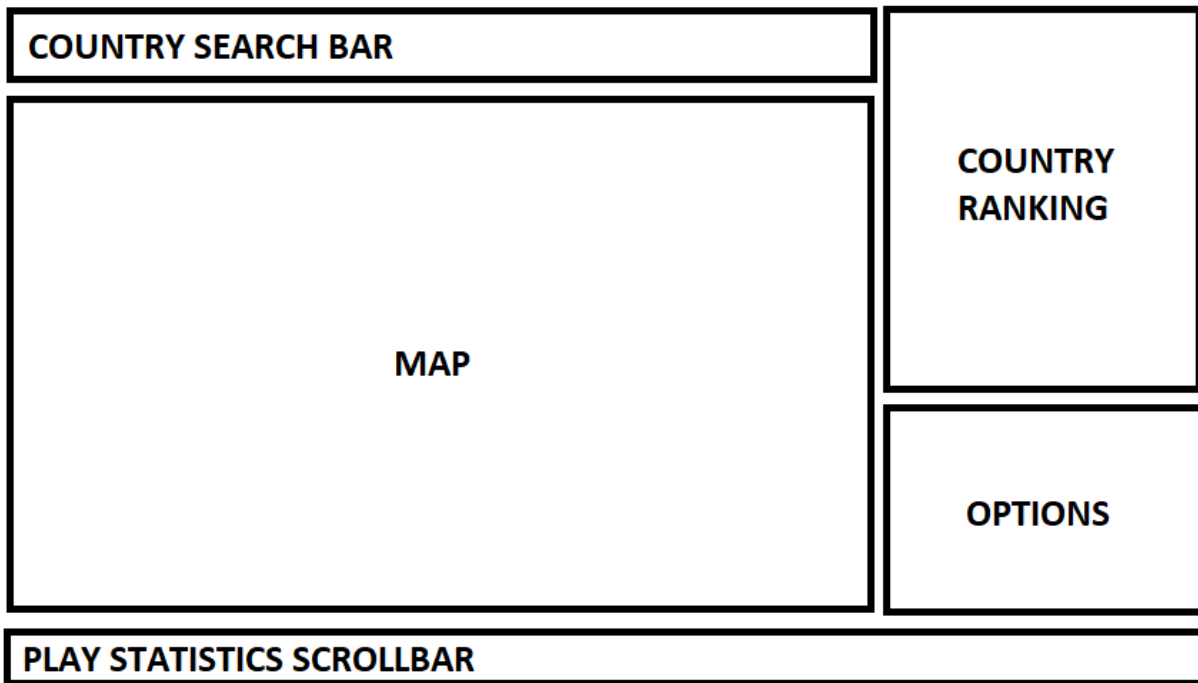 COUNTRY SEARCH BAR
COUNTRY
RANKING
MAP
OPTIONS
PLAY STATISTICS SCROLLBAR